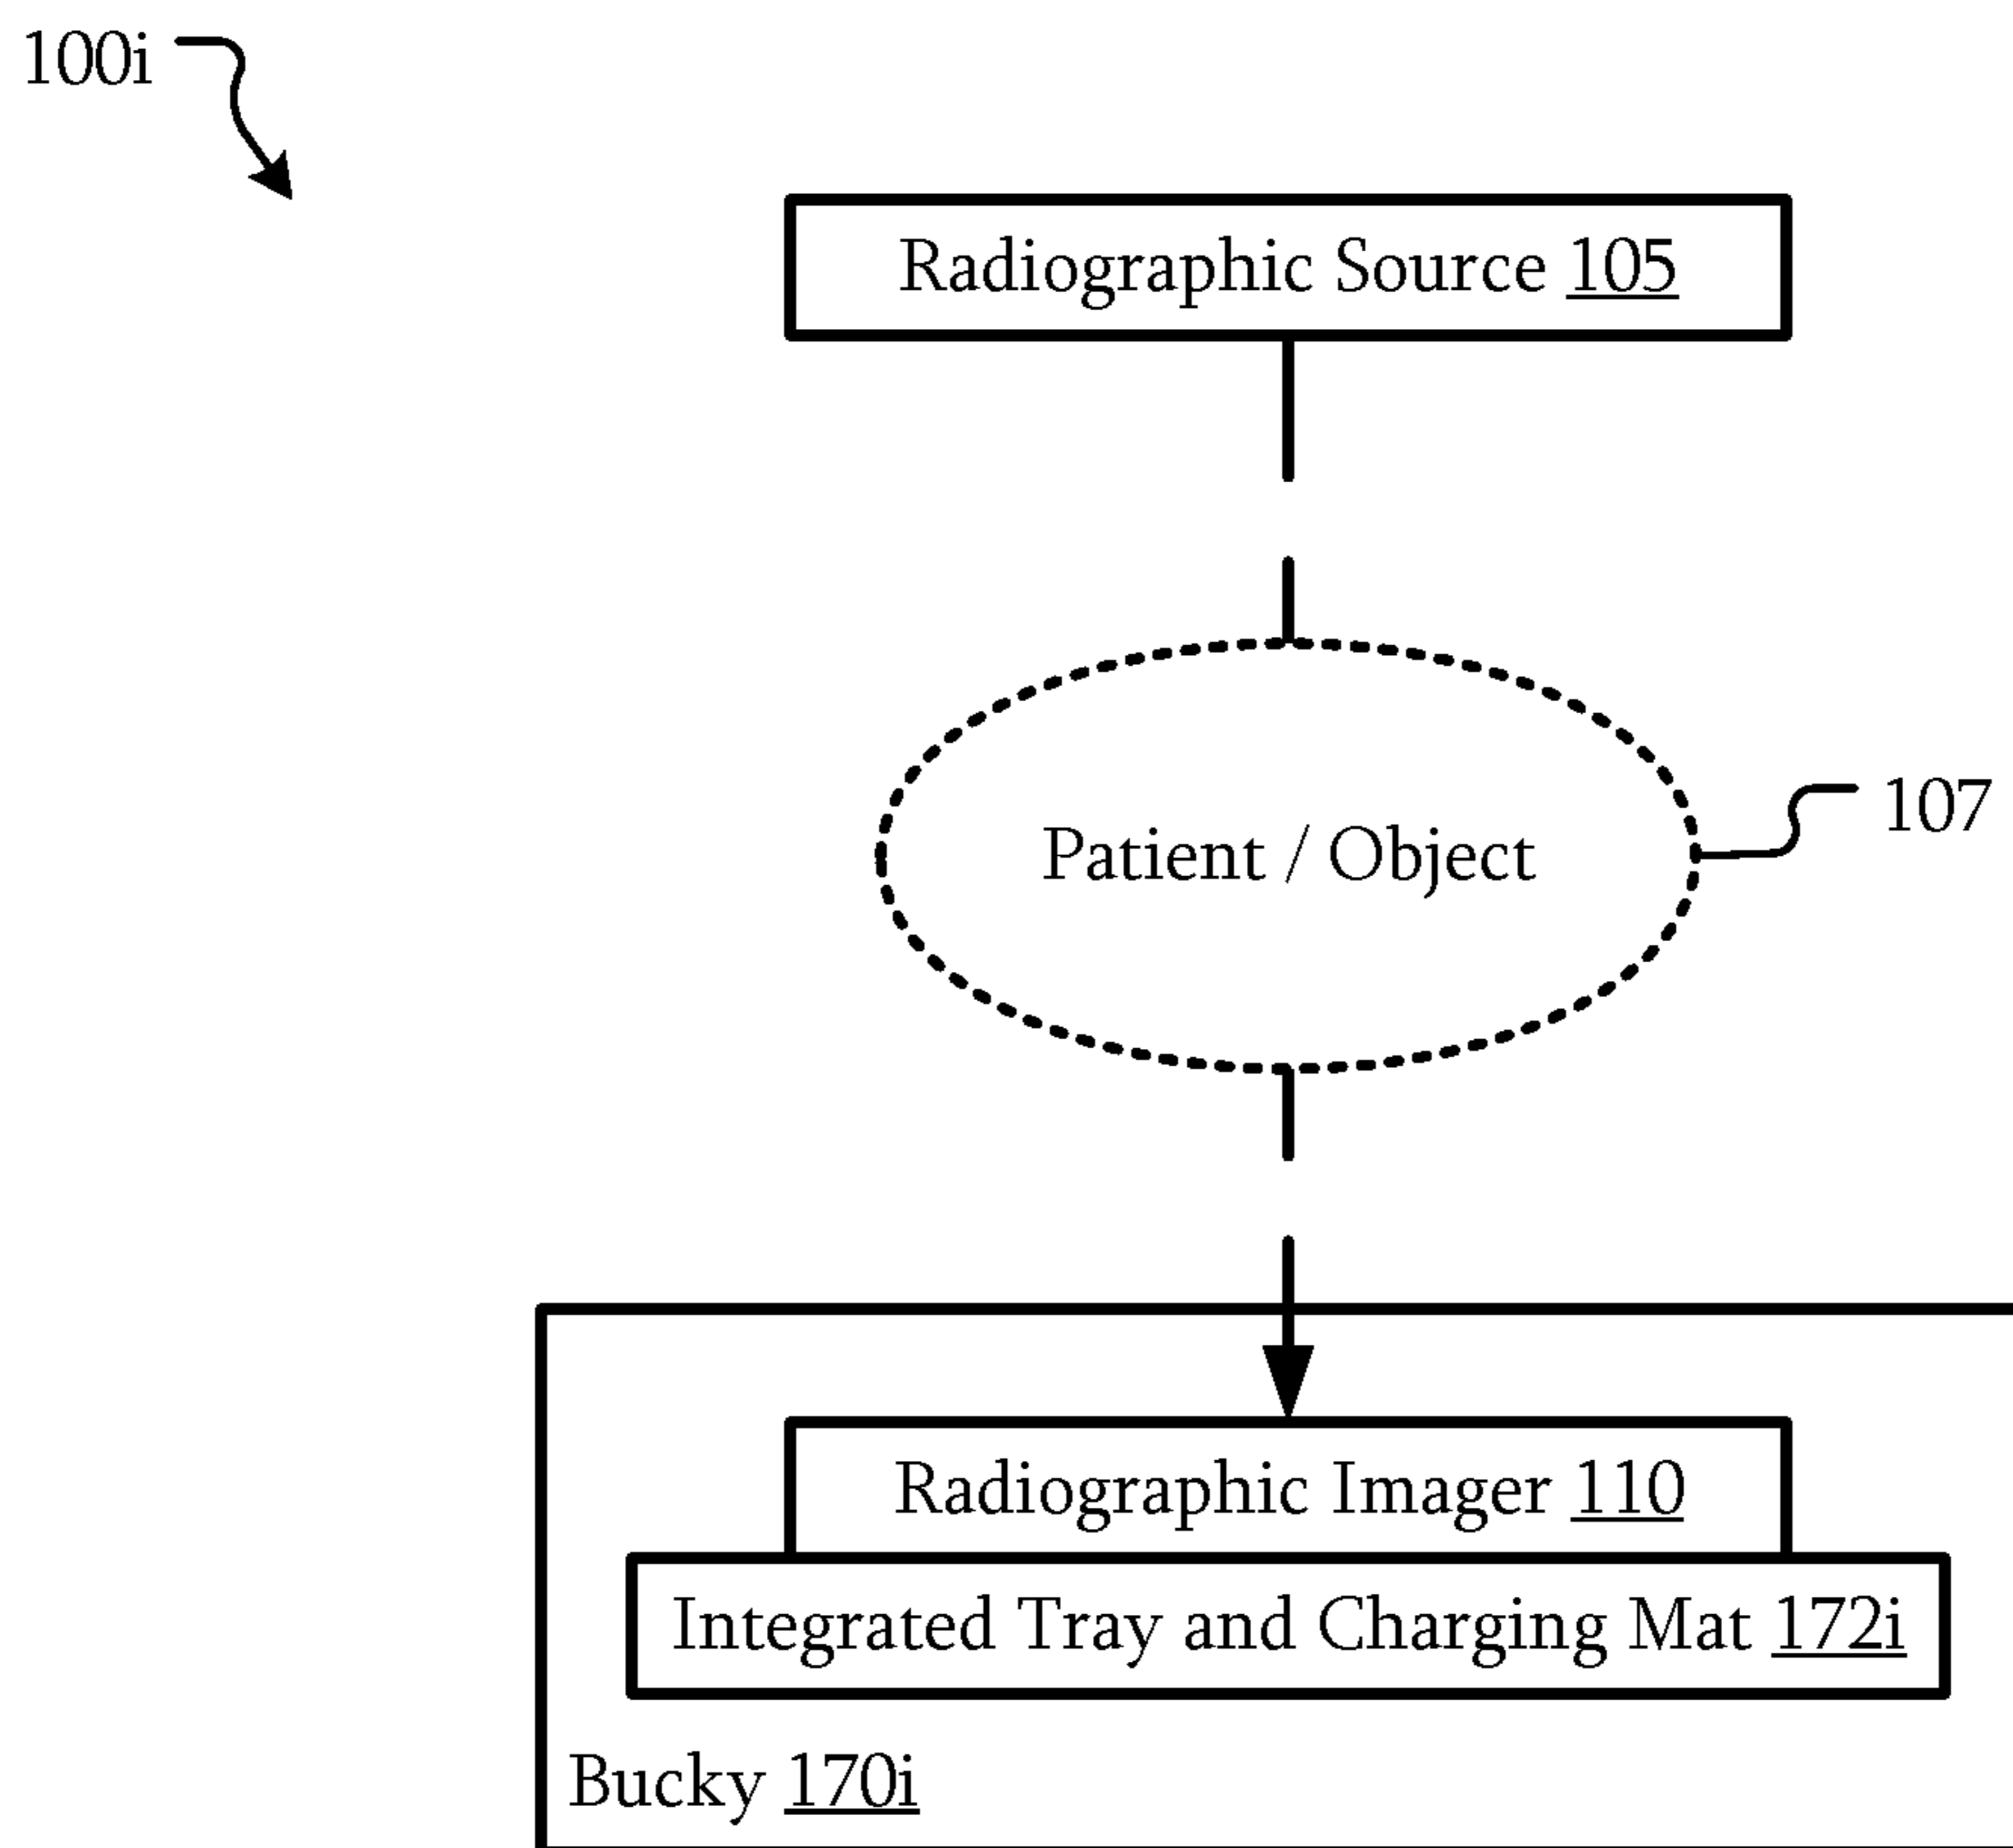 100i
Radiographic Source 105
Patient / Object
107
Radiographic Imager 110
Integrated Tray and Charging Mat 172i
Bucky 170i